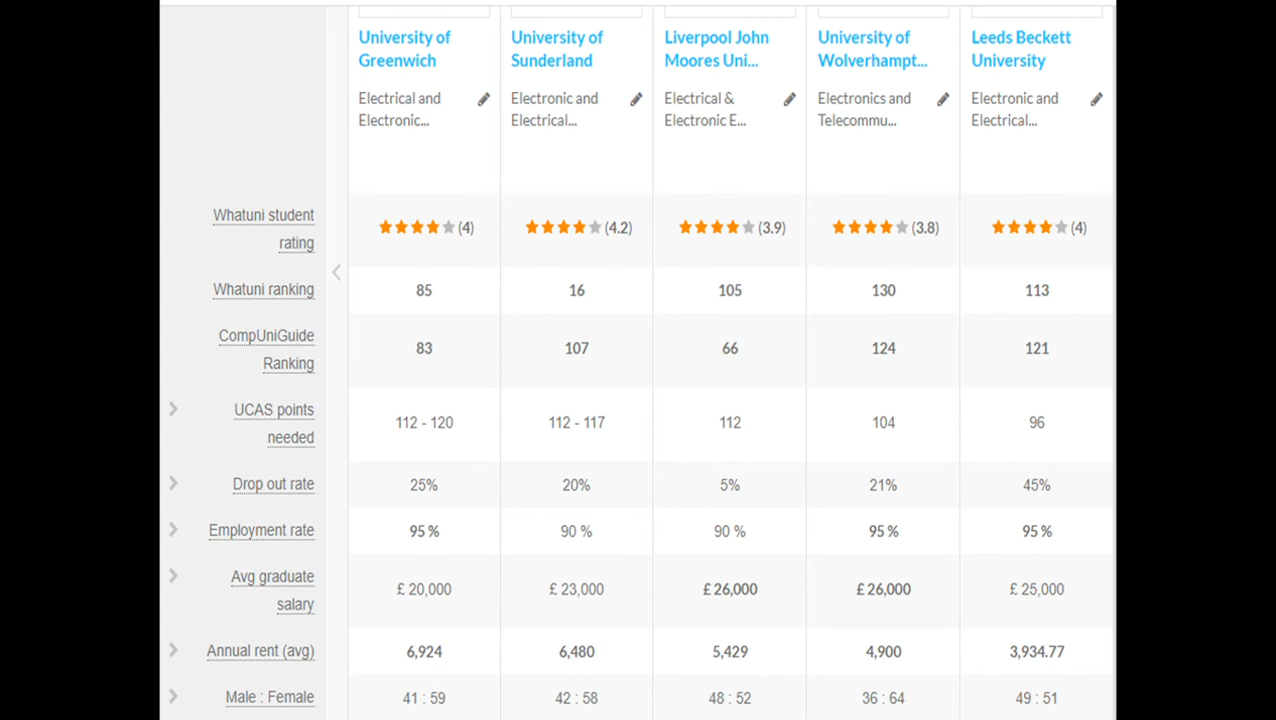 University of University of Liverpool John University of Leeds Beckett
Greenwich Sunderland Moores Uni... Wolverhampt... University
Electrical and Electronic and Electrical & Electronics and Electronic and
Electronic... Electrical... Electronic E... Telecommu... Electrical...
Whatuni student
rating (4) (4.2) (3.9) (3.8) (4)
Whatuni ranking 85 16 105 130 113
CompUniGuide
Ranking 83 107 66 124 121
UCAS points
needed 112 - 120 112 - 117 112 104 96
Drop out rate 25% 20% 5% 21% 45%
Employment rate 95 % 90 % 90 % 95 % 95 %
Avg graduate
salary £ 20,000 £ 23,000 £ 26,000 £ 26,000 £ 25,000
Annual rent (avg) 6,924 6,480 5,429 4,900 3,934.77
Male : Female 41 : 59 42 : 58 48 : 52 36 : 64 49 : 51